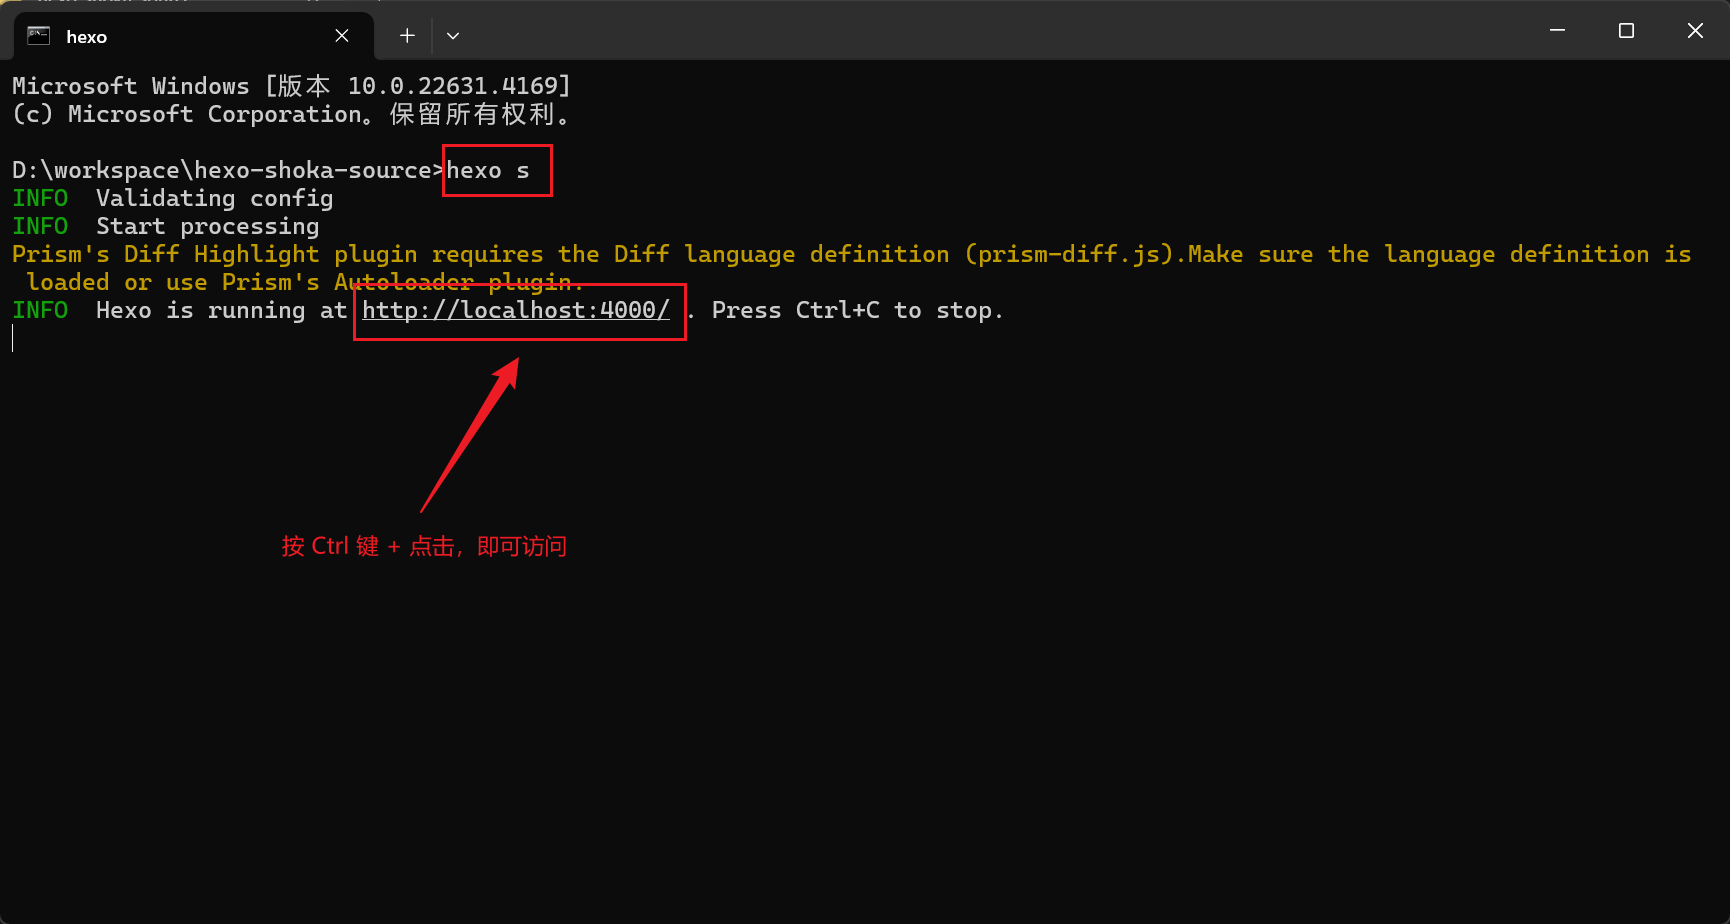 hexo
Microsoft Windows [版本 10.0.22631.4169]
(c) Microsoft Corporation。保留所有权利。
D:\workspace\hexo-shoka-source>hexo s
INFO  Validating config
INFO  Start processing
Prism's Diff Highlight plugin requires the Diff language definition (prism-diff.js).Make sure the language definition is
loaded or use Prism's Autoloader plugin.
INFO  Hexo is running at http://localhost:4000/ . Press Ctrl+C to stop.
按 Ctrl 键 + 点击，即可访问